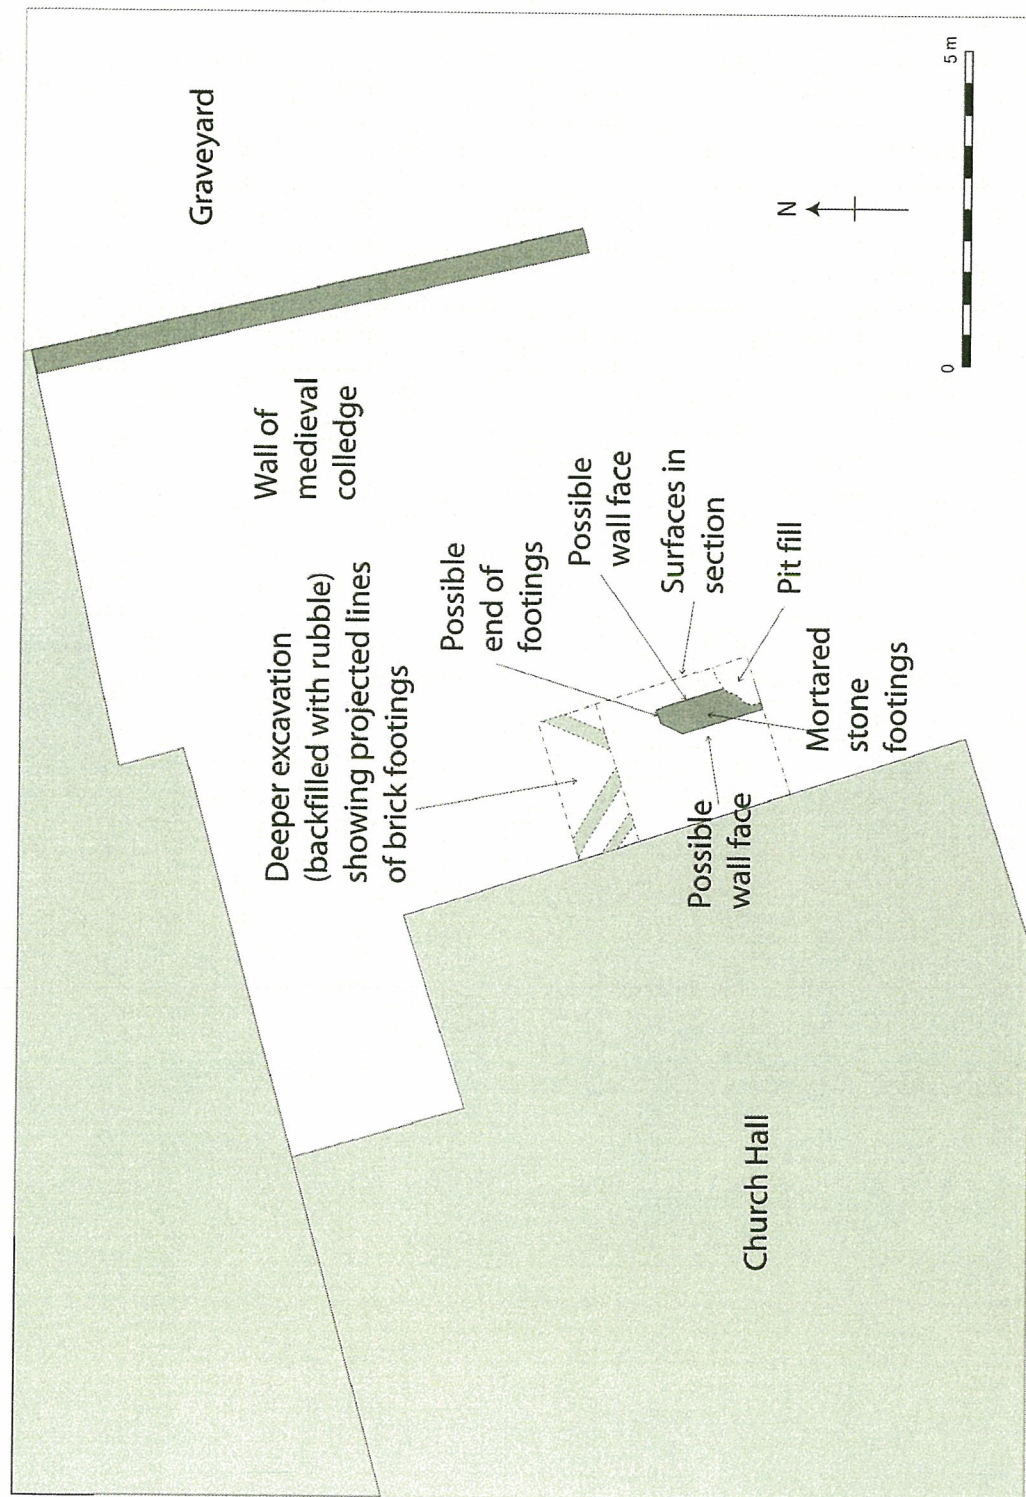 Graveyard
Wall of
medieval
colledge
Deeper excavation
(backfilled with rubble)
showing projected lines
of brick footings
Possible
end of
footings
Possible
wall face
Surfaces in
section
Pit fill
Mortared
stone
footings
Possible
wall face
Church Hall
N
0
5 m